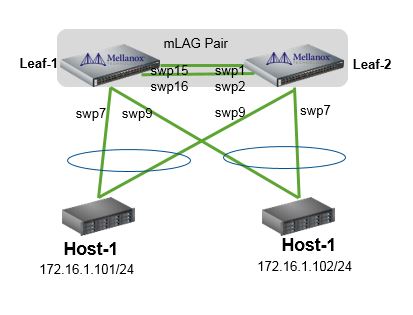 mLAG Pair
Leaf-1
Mellanox
Mellanox
Leaf-2
swp15
swp1
swp16
swp2
swp7
swp9
swp9
swp7
Host-1
172.16.1.101/24
Host-1
172.16.1.102/24